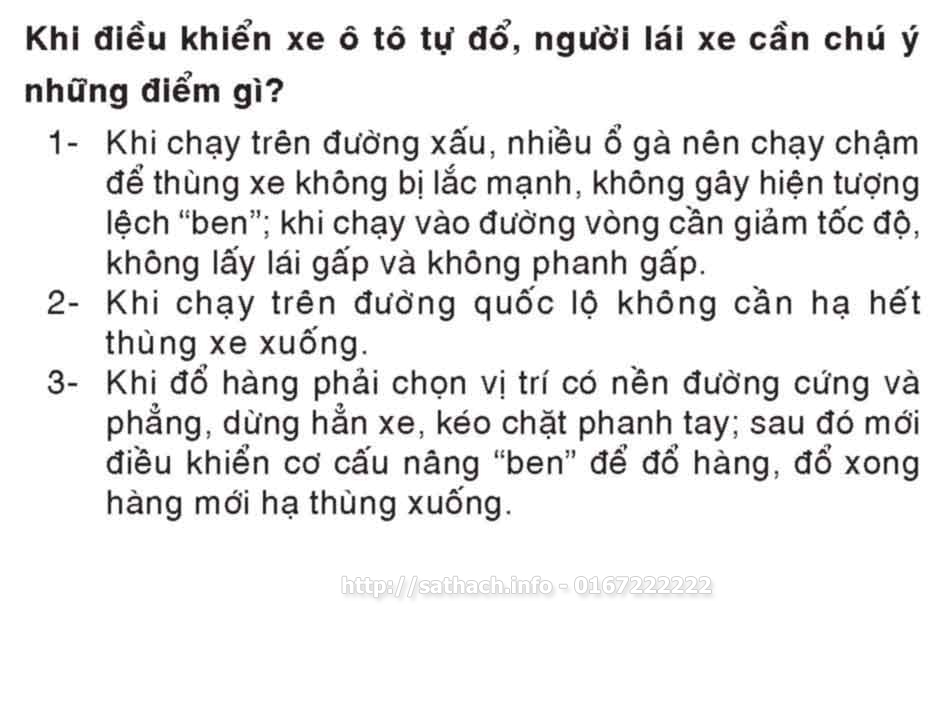 Khi điều khiển xe ô tô tự đổ, người lái xe cần chú ý
những điểm gì?
1- Khi chạy trên đường xấu, nhiều ổ gà nên chạy chậm
để thùng xe không bị lắc mạnh, không gây hiện tượng
lệch “ben”; khi chạy vào đường vòng cần giảm tốc độ,
không lấy lái gấp và không phanh gấp.
2- Khi chạy trên đường quốc lộ không cần hạ hết
thùng xe xuống.
3- Khi đổ hàng phải chọn vị trí có nền đường cứng và
phẳng, dừng hẳn xe, kéo chặt phanh tay; sau đó mới
điều khiển cơ cấu nâng “ben” để đổ hàng, đổ xong
hàng mới hạ thùng xuống.
http://sathach.info - 0167222222